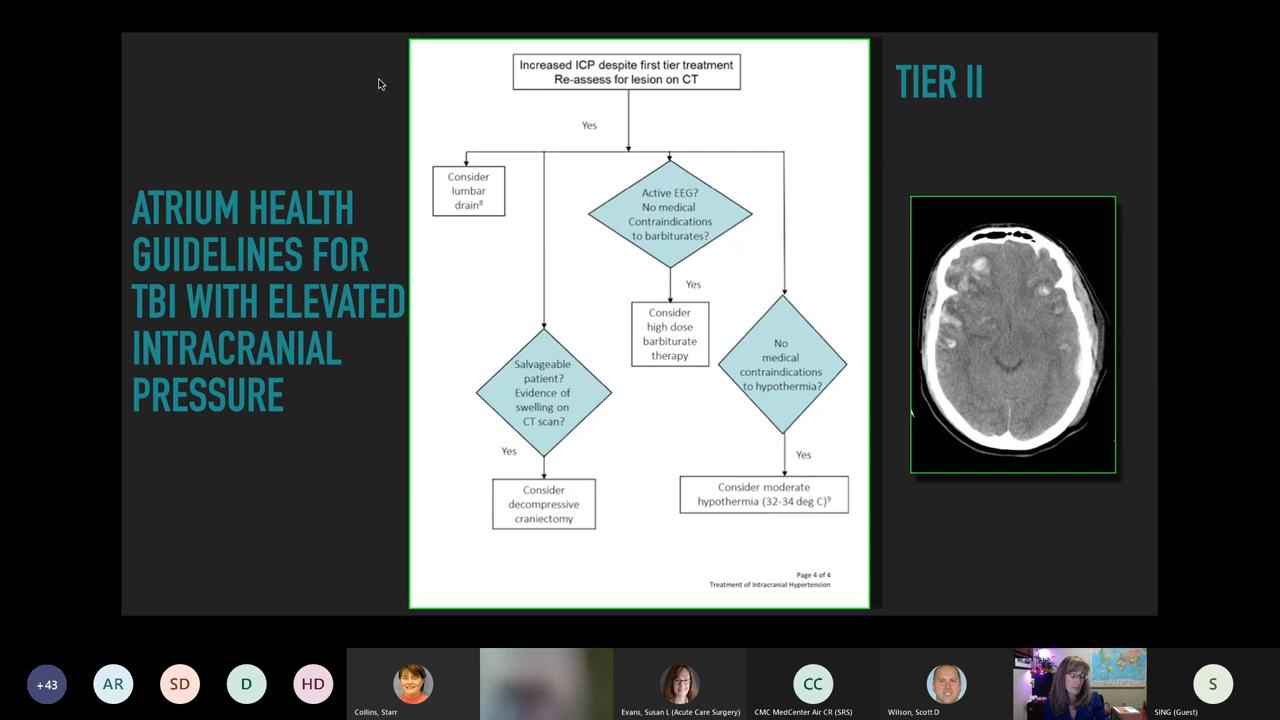 ATRIUM HEALTH
GUIDELINES FOR
TBI WITH ELEVATED
INTRACRANIAL
PRESSURE
Increased ICP despite first tier treatment
Re-assess for lesion on CT
Yes
Consider
lumbar
drain⁸
Active EEG?
No medical
Contraindications
to barbiturates?
Yes
Consider
high dose
barbiturate
therapy
Salvageable
patient?
Evidence of
swelling on
CT scan?
Yes
Consider
decompressive
craniectomy
No
medical
contraindications
to hypothermia?
Yes
Consider moderate
hypothermia (32-34 deg C)⁹
Page 4 of 4
Treatment of Intracranial Hypertension
TIER II
+43
AR
SD
D
HD
Collins, Starr
Evans, Susan L (Acute Care Surgery)
CC
CMC MedCenter Air CR (SRS)
Wilson, Scott D
S
SING (Guest)